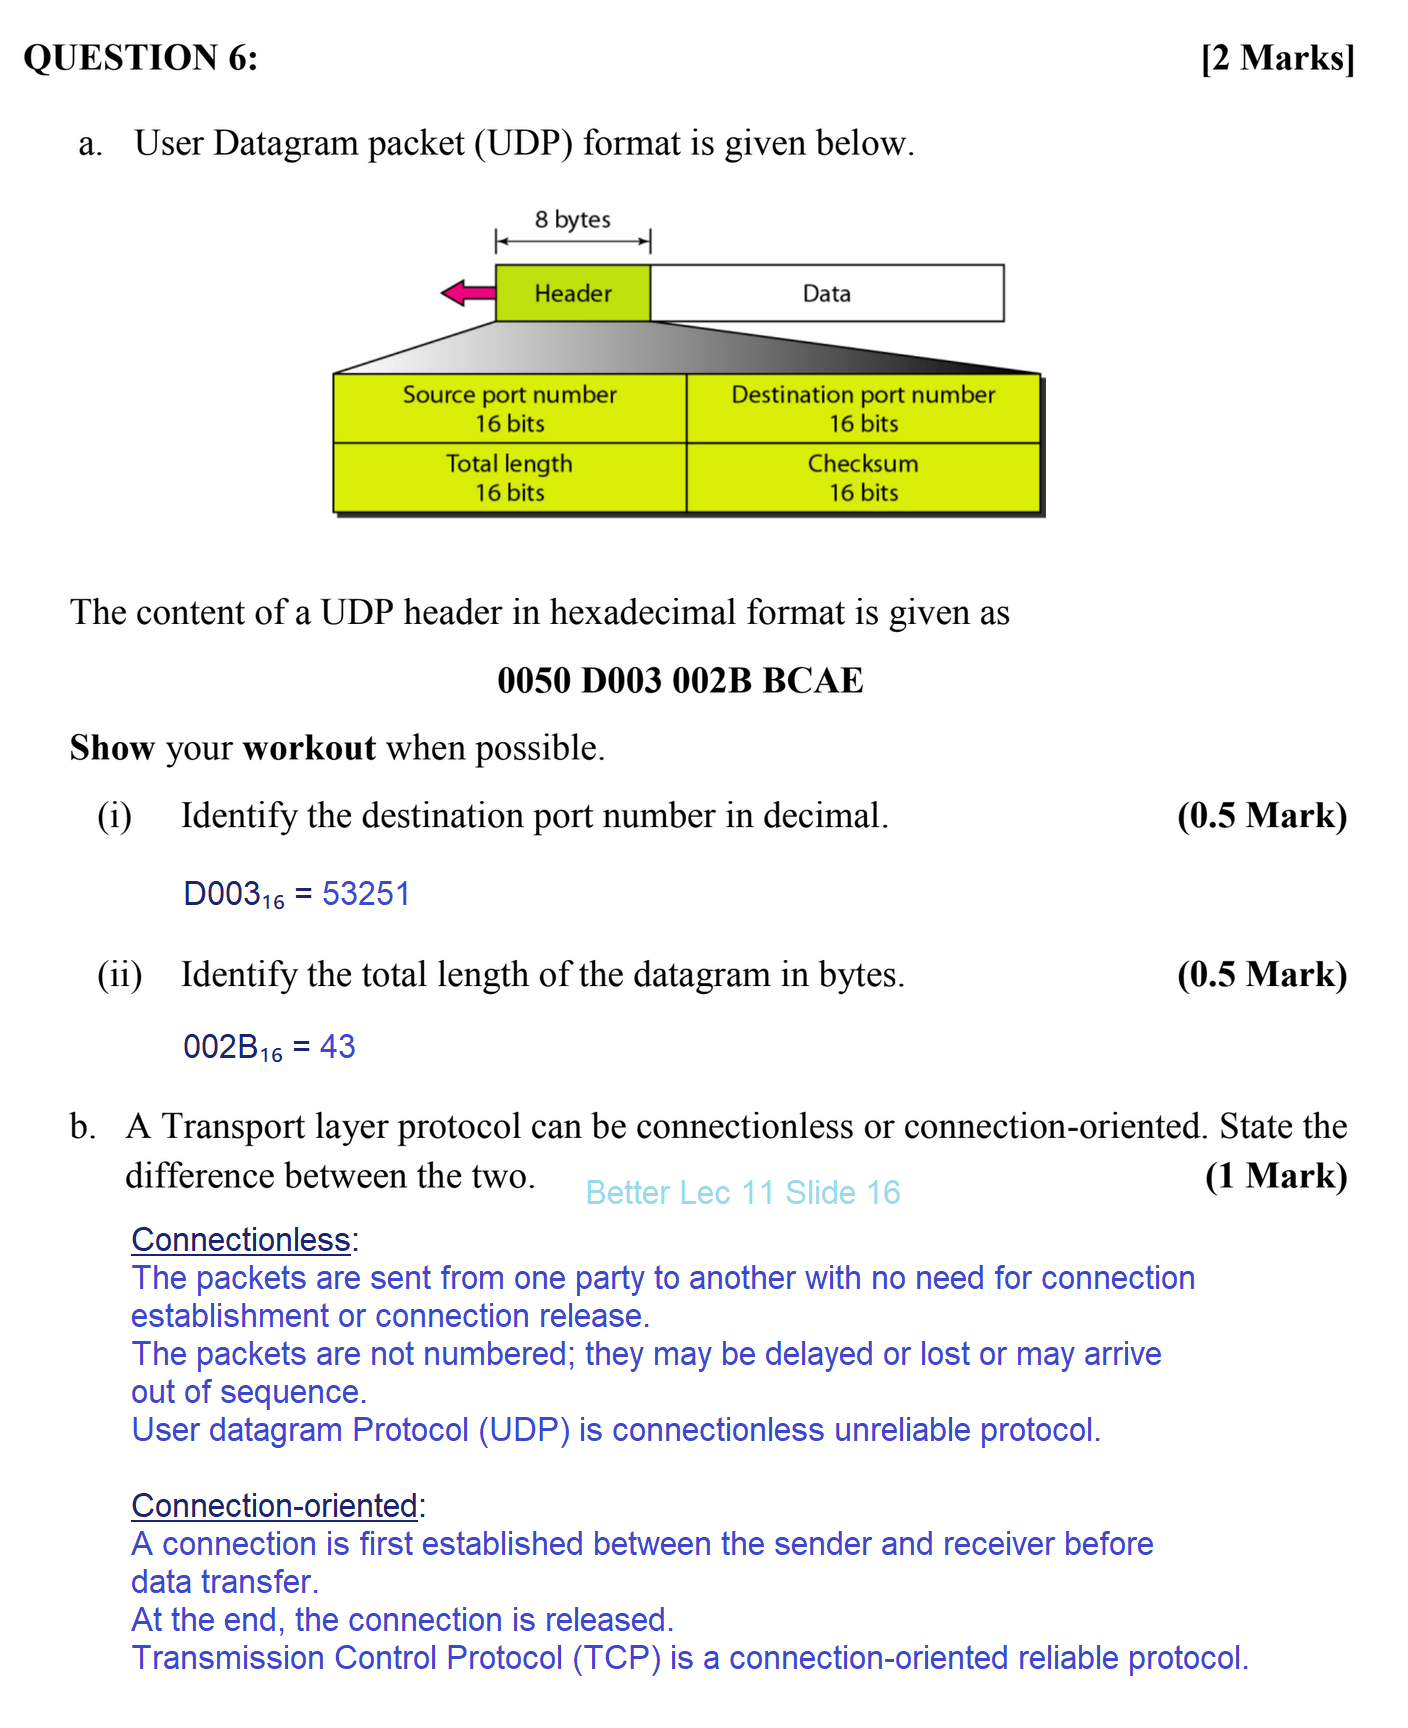 QUESTION 6: [2 Marks]
a. User Datagram packet (UDP) format is given below.
8 bytes
Header Data
Source port number Destination port number
16 bits 16 bits
Total length Checksum
16 bits 16 bits
The content of a UDP header in hexadecimal format is given as
0050 D003 002B BCAE
Show your workout when possible.
(i) Identify the destination port number in decimal. (0.5 Mark)
D003₁₆ = 53251
(ii) Identify the total length of the datagram in bytes. (0.5 Mark)
002B₁₆ = 43
b. A Transport layer protocol can be connectionless or connection-oriented. State the
difference between the two. (1 Mark)
Better Lec 11 Slide 16
Connectionless:
The packets are sent from one party to another with no need for connection
establishment or connection release.
The packets are not numbered; they may be delayed or lost or may arrive
out of sequence.
User datagram Protocol (UDP) is connectionless unreliable protocol.
Connection-oriented:
A connection is first established between the sender and receiver before
data transfer.
At the end, the connection is released.
Transmission Control Protocol (TCP) is a connection-oriented reliable protocol.